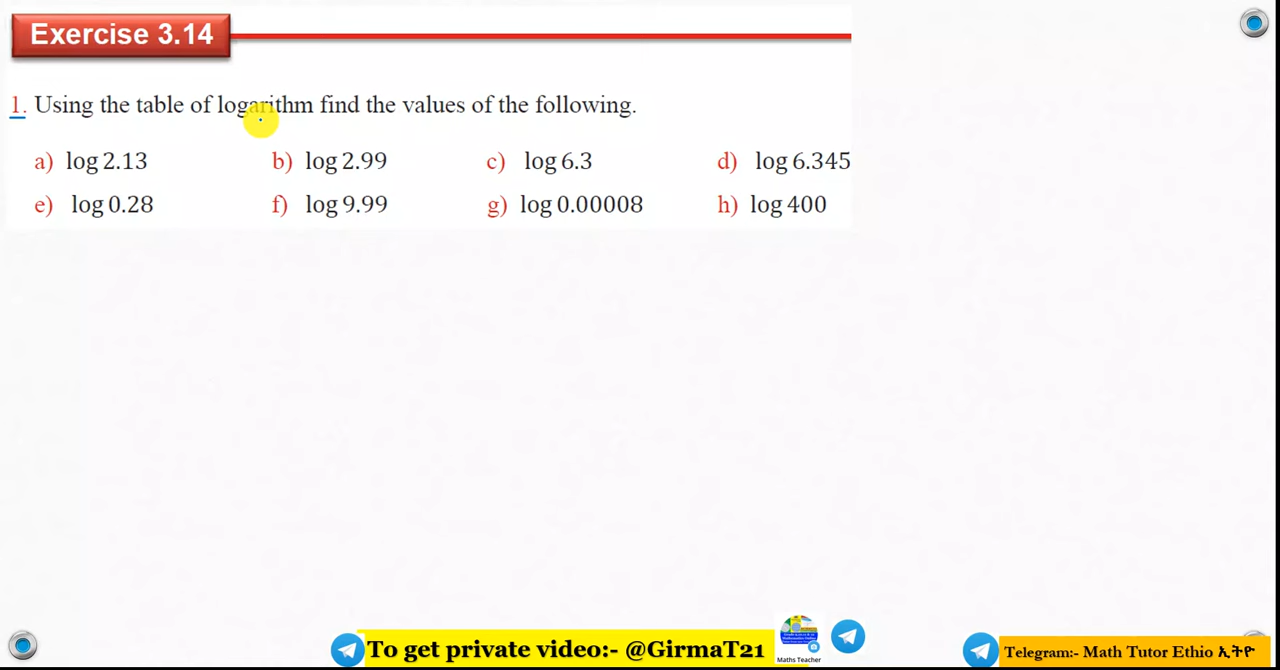 Exercise 3.14
1. Using the table of logarithm find the values of the following.
a) log 2.13 b) log 2.99 c) log 6.3 d) log 6.345
e) log 0.28 f) log 9.99 g) log 0.00008 h) log 400
To get private video:- @GirmaT21
Maths Teacher
Telegram:- Math Tutor Ethio ኢትዮ